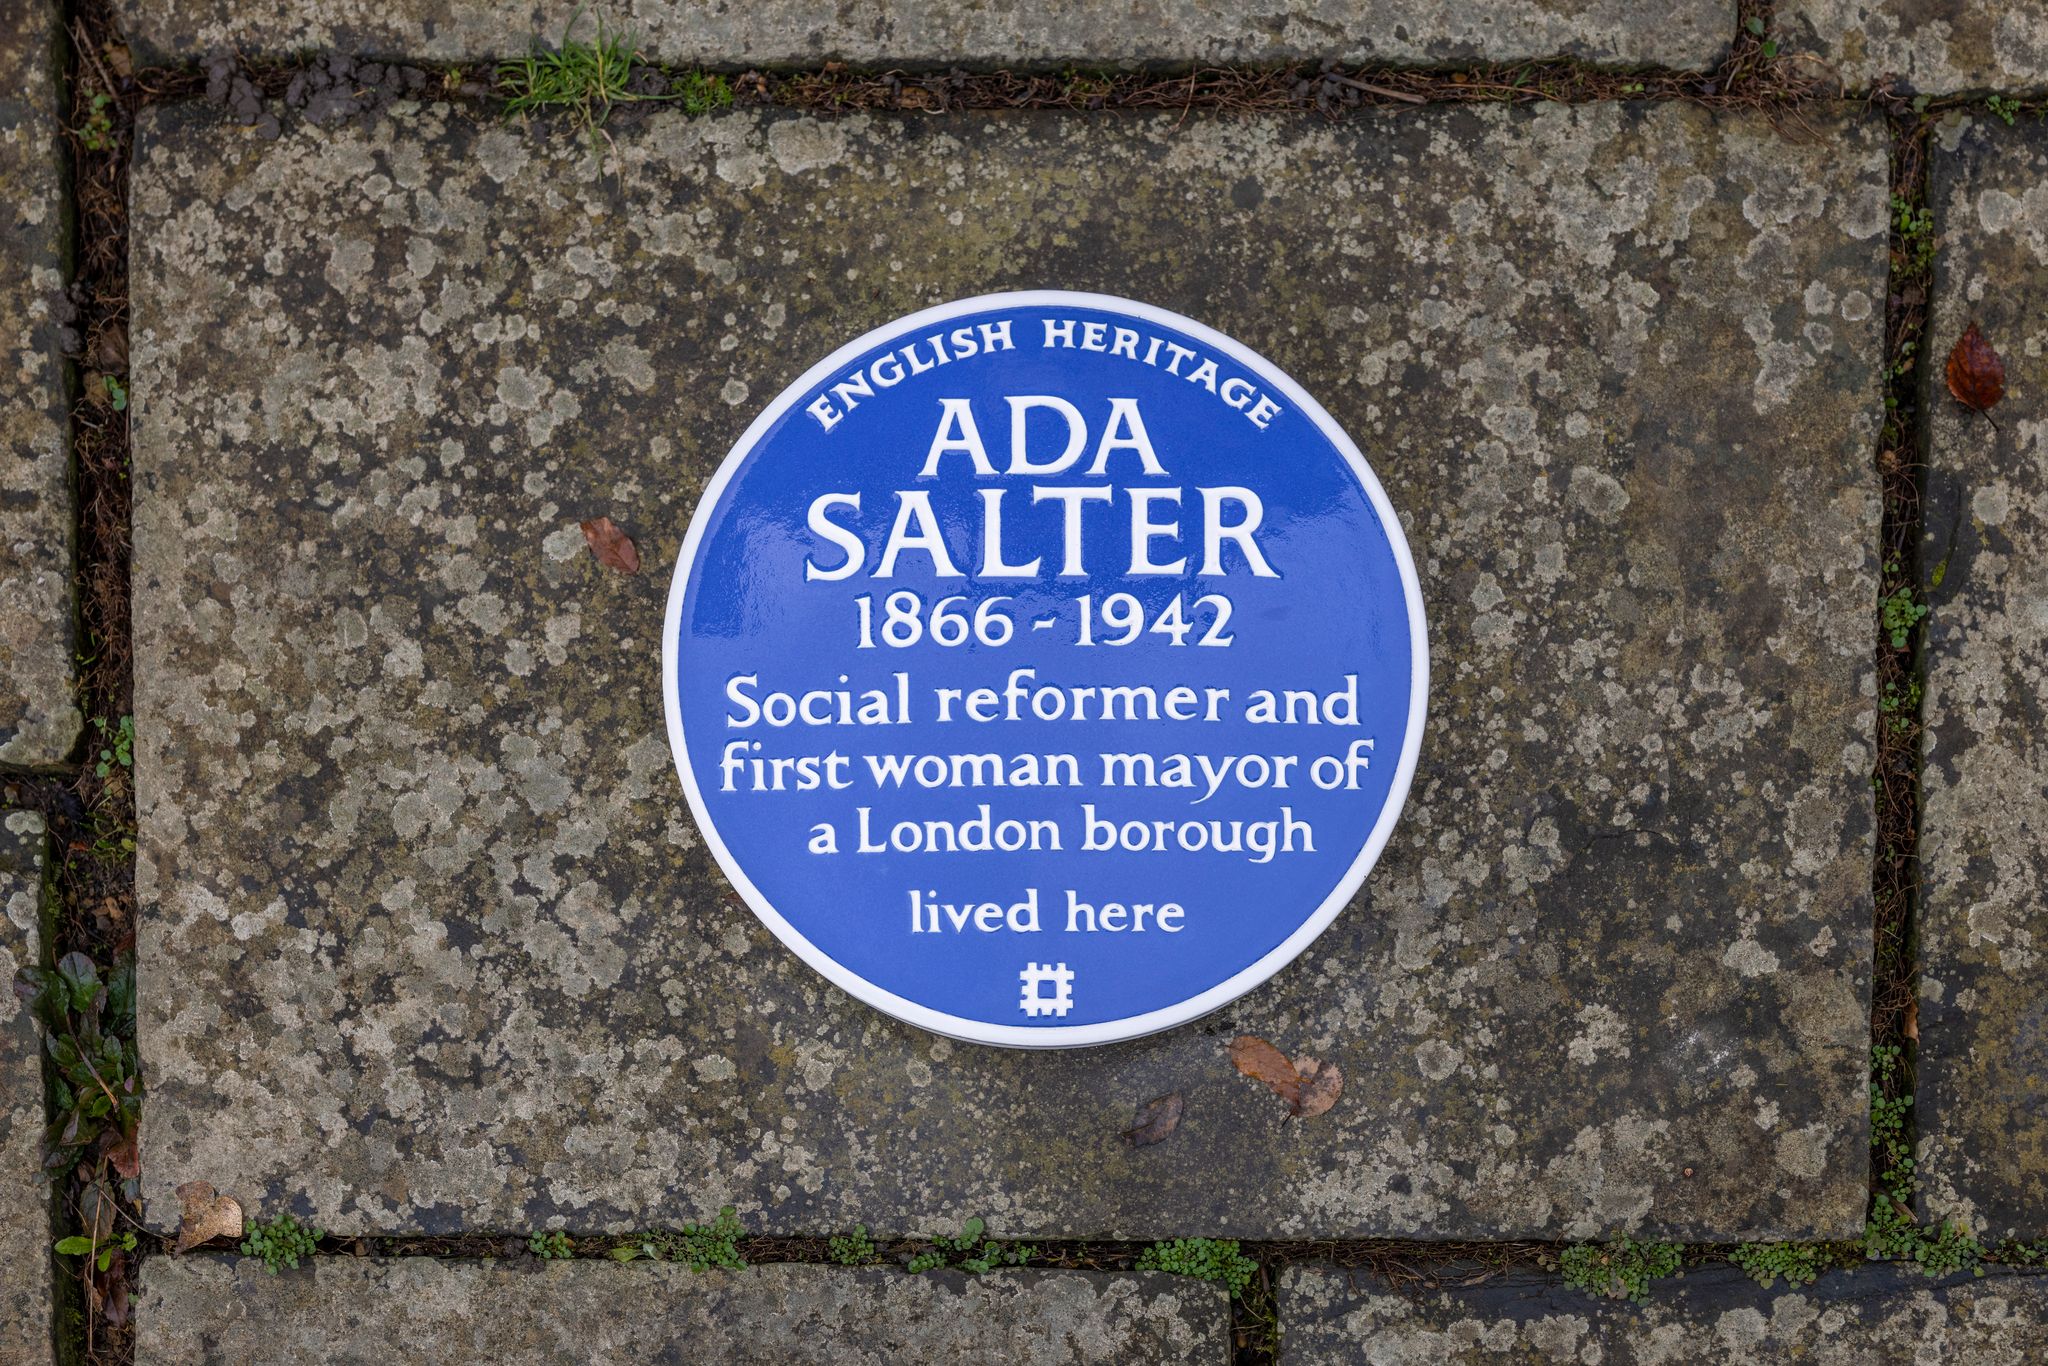 ENGLISH HERITAGE
ADA
SALTER
1866 - 1942
Social reformer and
first woman mayor of
a London borough
lived here